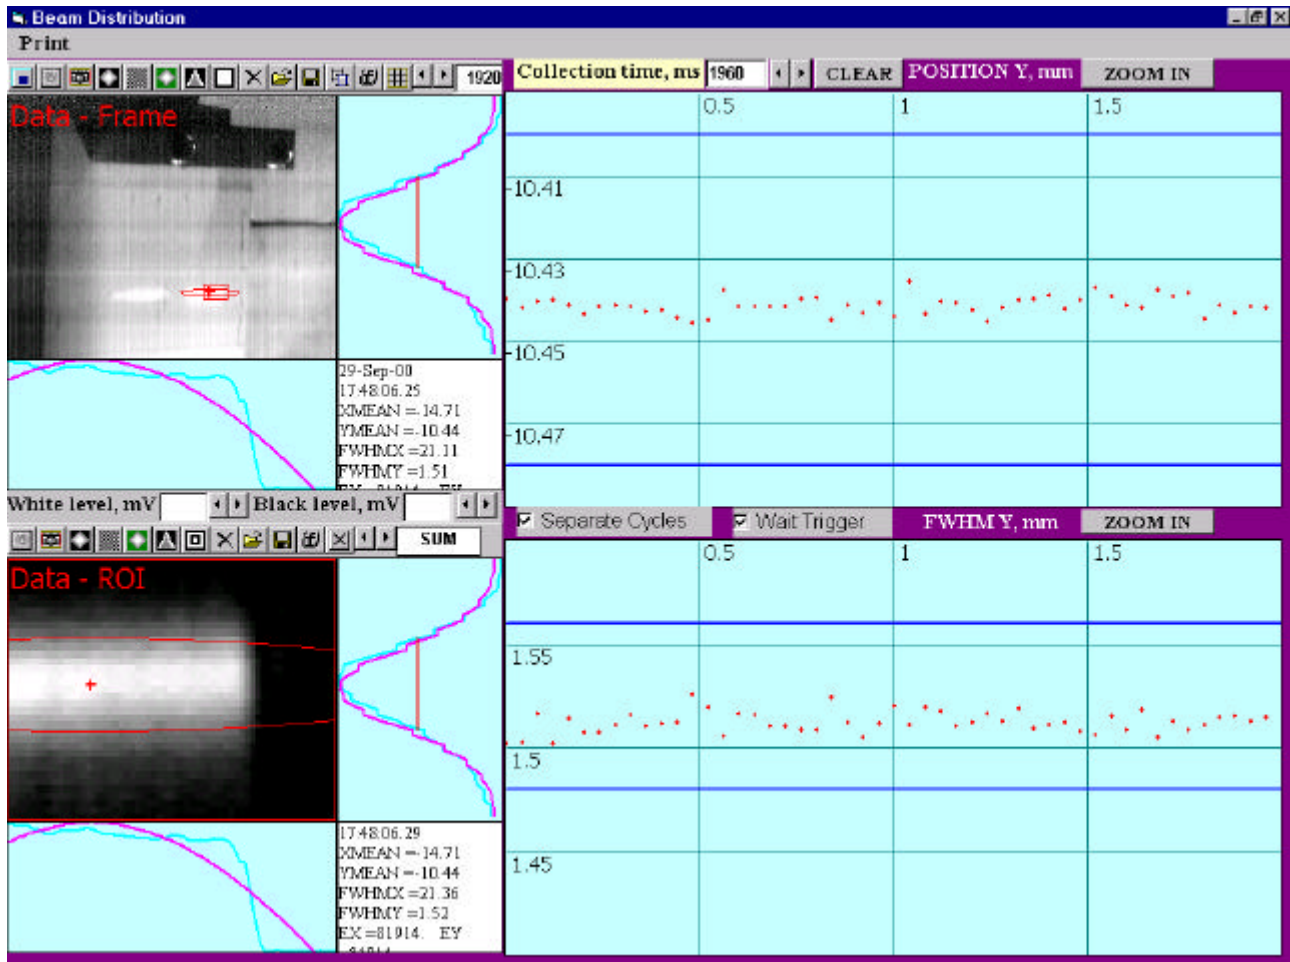 Beam Distribution
Print
1920
Collection time, ms 1960 CLEAR POSITION Y, mm ZOOM IN
Data - Frame
0.5 1 1.5
-10.41
-10.43
-10.45
-10.47
29-Sep-00
17:48:06.25
XMEAN =-14.71
YMEAN =-10.44
FWHMX =21.11
FWHMY =1.51
White level, mV Black level, mV
Separate Cycles Wait Trigger FWHM Y, mm ZOOM IN
SUM
Data - ROI
0.5 1 1.5
1.55
1.5
1.45
17:48:06.29
XMEAN =-14.71
YMEAN =-10.44
FWHMX =21.36
FWHMY =1.52
EX =81914. EY